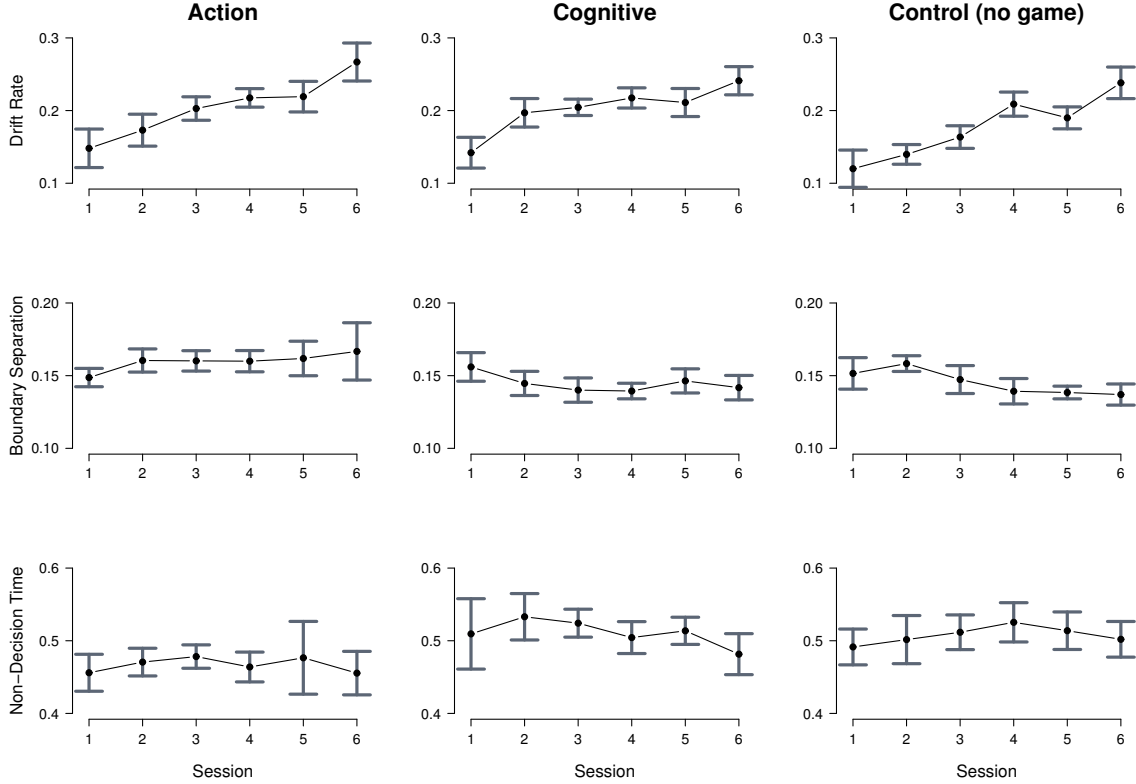 Action Cognitive Control (no game)
Drift Rate
0.3 0.3 0.3
0.2 0.2 0.2
0.1 0.1 0.1
1 2 3 4 5 6 1 2 3 4 5 6 1 2 3 4 5 6
Boundary Separation
0.20 0.20 0.20
0.15 0.15 0.15
0.10 0.10 0.10
1 2 3 4 5 6 1 2 3 4 5 6 1 2 3 4 5 6
Non−Decision Time
0.6 0.6 0.6
0.5 0.5 0.5
0.4 0.4 0.4
1 2 3 4 5 6 1 2 3 4 5 6 1 2 3 4 5 6
Session Session Session